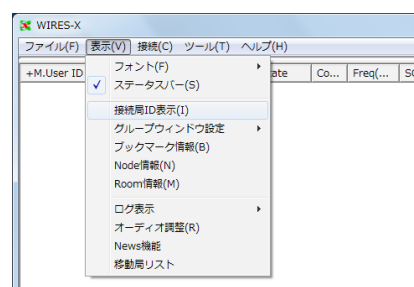 WIRES-X
ファイル(F) 表示(V) 接続(C) ツール(T) ヘルプ(H)
+M.User ID ate Co... Freq(... SC
フォント(F)
ステータスバー(S)
接続局ID表示(I)
グループウィンドウ設定
ブックマーク情報(B)
Node情報(N)
Room情報(M)
ログ表示
オーディオ調整(R)
News機能
移動局リスト